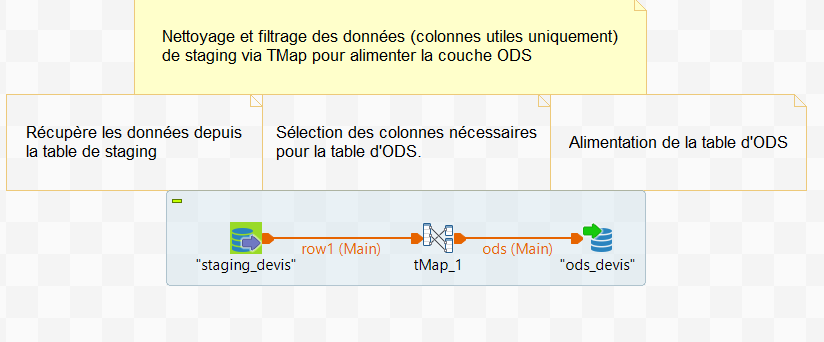 Nettoyage et filtrage des données (colonnes utiles uniquement)
de staging via TMap pour alimenter la couche ODS
Récupère les données depuis
la table de staging
Sélection des colonnes nécessaires
pour la table d'ODS.
Alimentation de la table d'ODS
row1 (Main)
ods (Main)
"staging_devis"
tMap_1
"ods_devis"